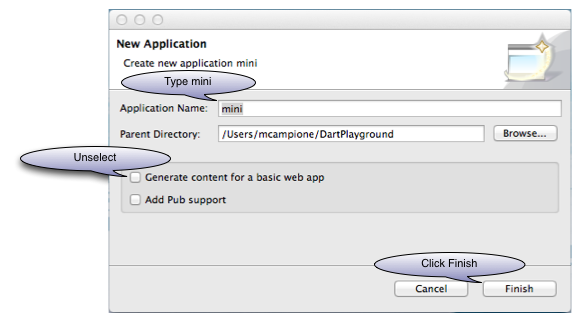 New Application
Create new application mini
Type mini
Application Name: mini
Parent Directory: /Users/mcampione/DartPlayground Browse...
Unselect
Generate content for a basic web app
Add Pub support
Click Finish
Cancel Finish